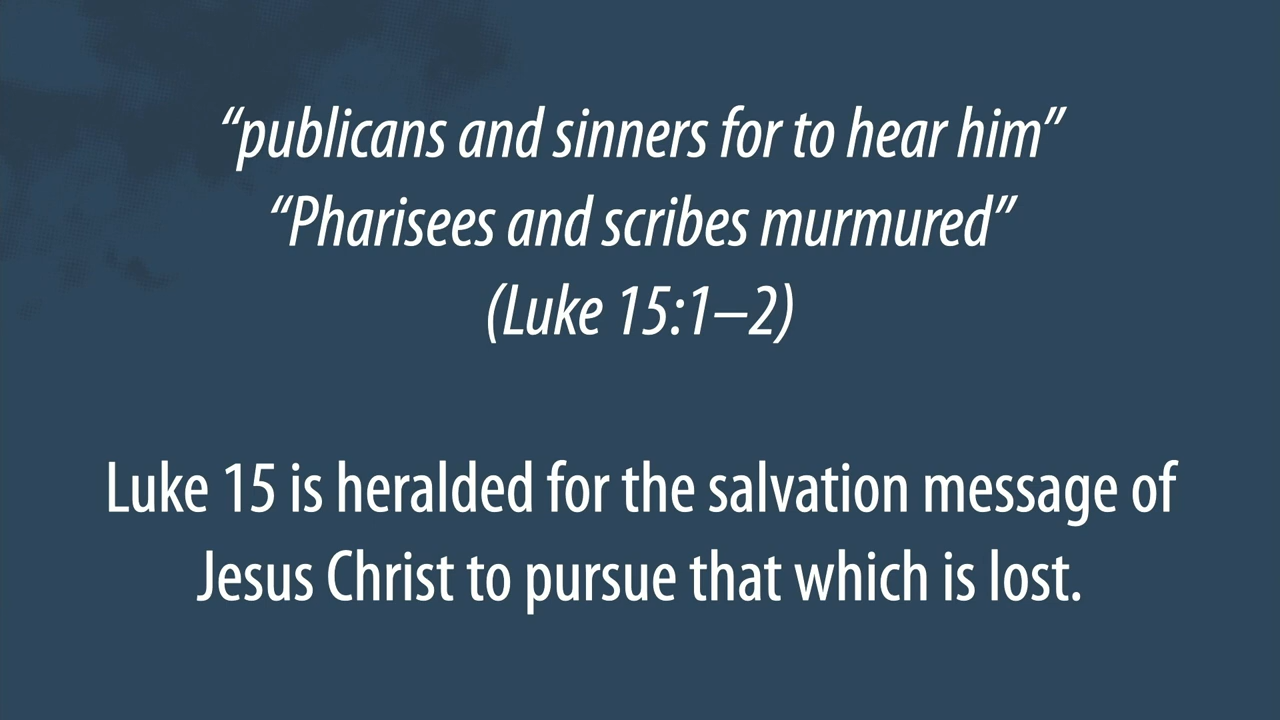 “publicans and sinners for to hear him”
“Pharisees and scribes murmured”
(Luke 15:1–2)
Luke 15 is heralded for the salvation message of
Jesus Christ to pursue that which is lost.